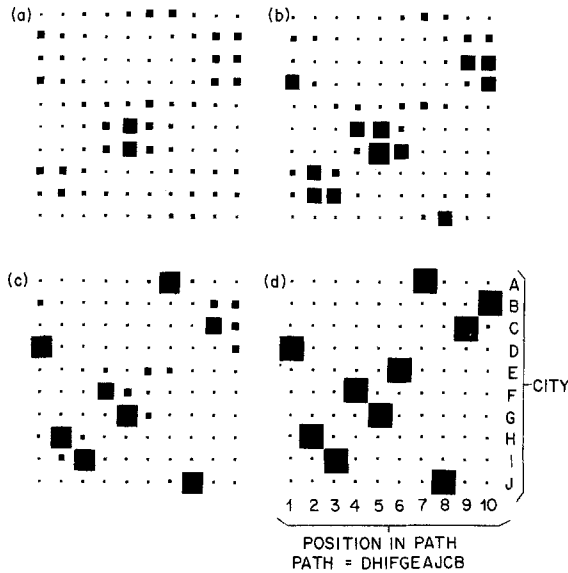 (a)
(b)
(c)
(d)
A
B
C
D
E
F
G
H
I
J
CITY
1 2 3 4 5 6 7 8 9 10
POSITION IN PATH
PATH = DHIFGEAJCB